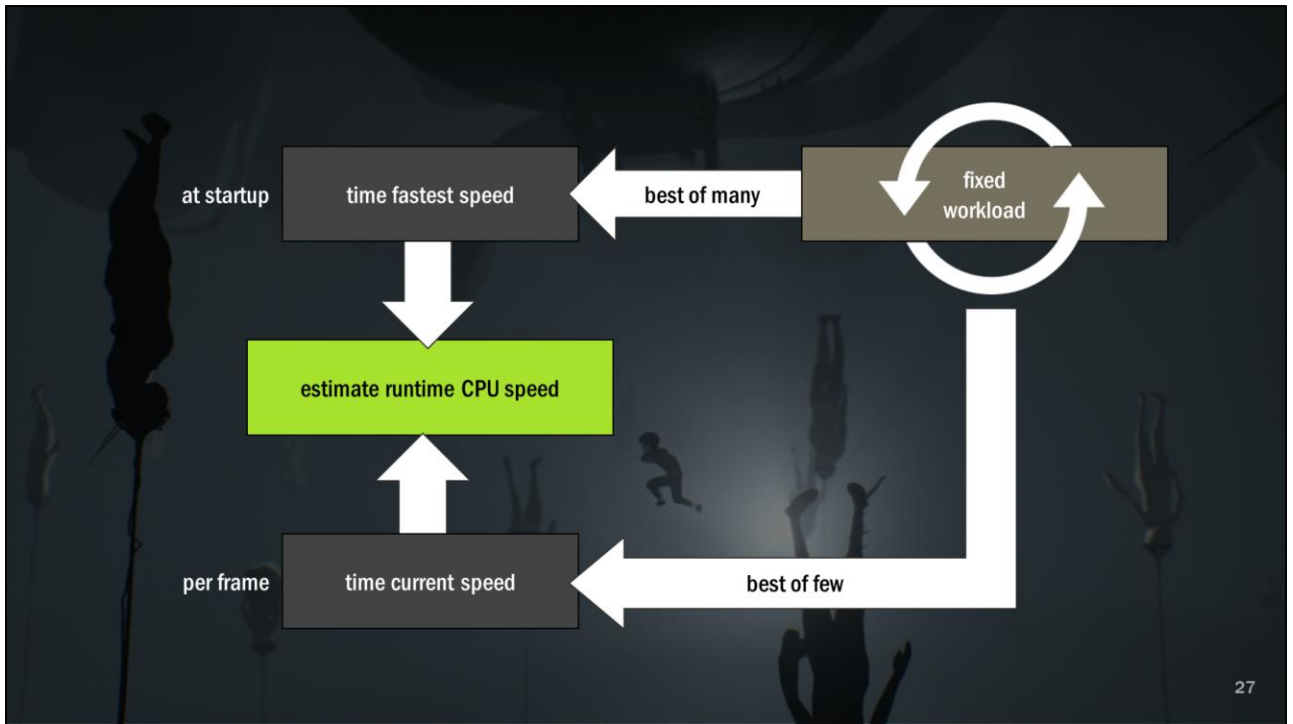 at startup
time fastest speed
best of many
fixed
workload
estimate runtime CPU speed
per frame
time current speed
best of few
27